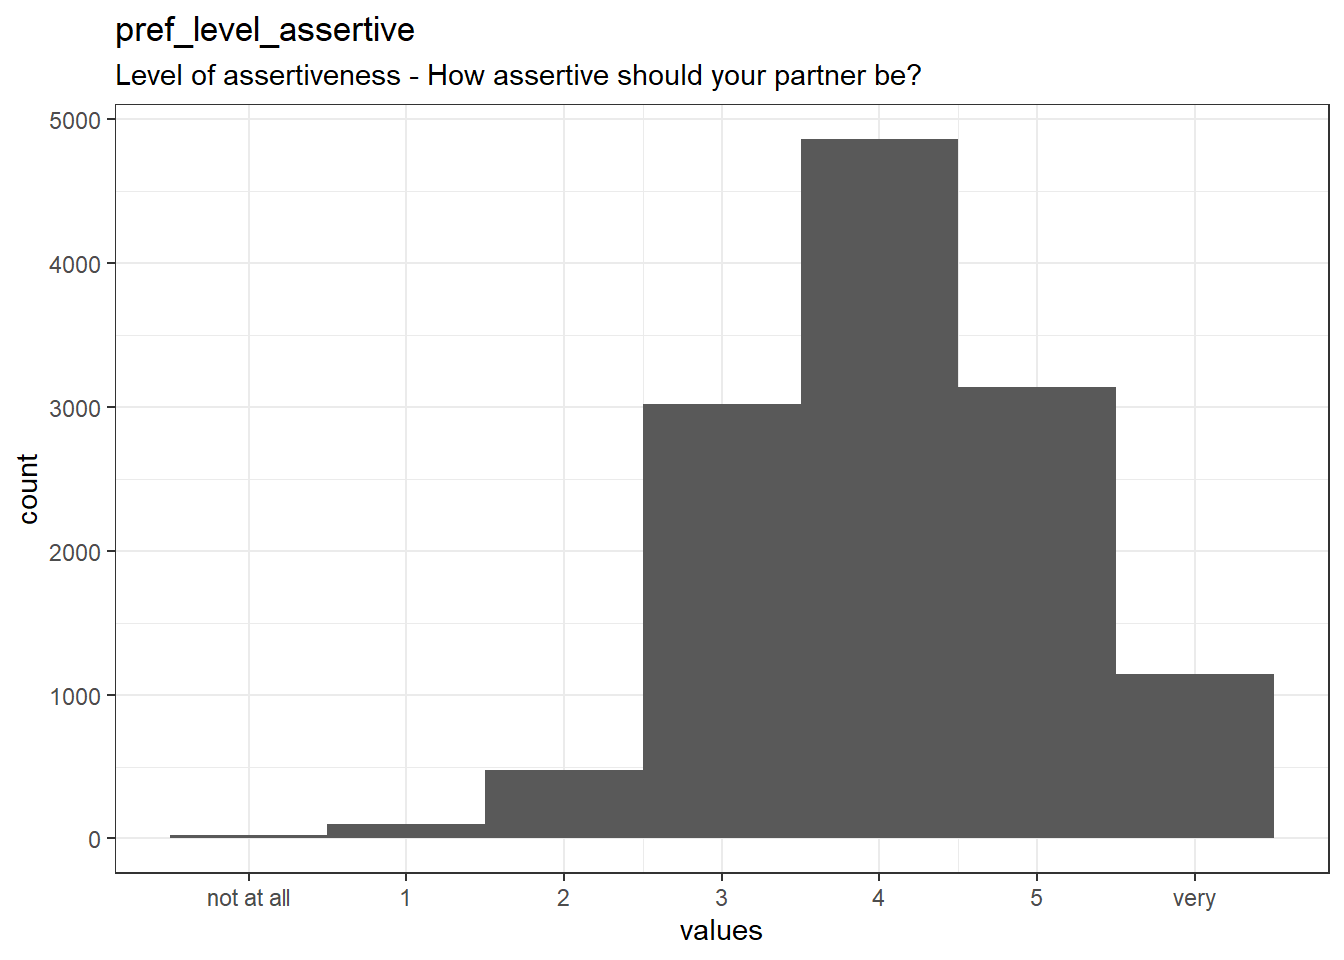 pref_level_assertive
Level of assertiveness - How assertive should your partner be?
5000
4000
3000
2000
1000
0
count
not at all 1 2 3 4 5 very
values